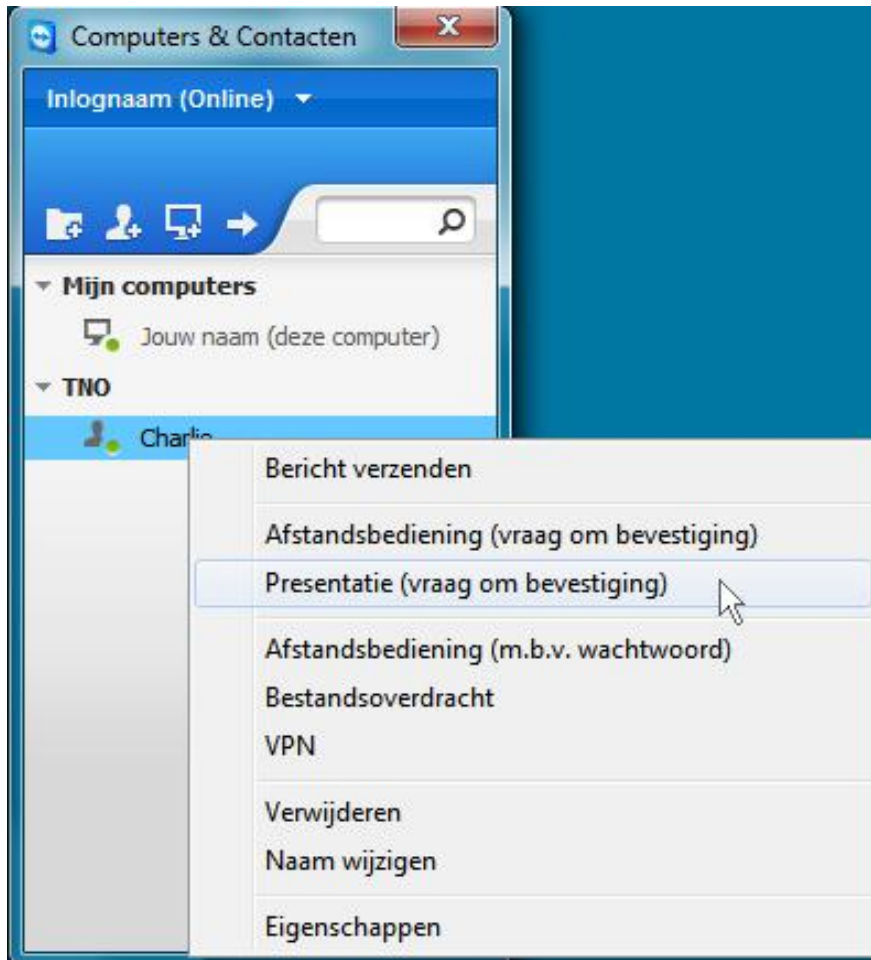 Computers & Contacten
Inlognaam (Online)
Mijn computers
Jouw naam (deze computer)
TNO
Charlie
Bericht verzenden
Afstandsbediening (vraag om bevestiging)
Presentatie (vraag om bevestiging)
Afstandsbediening (m.b.v. wachtwoord)
Bestandsoverdracht
VPN
Verwijderen
Naam wijzigen
Eigenschappen